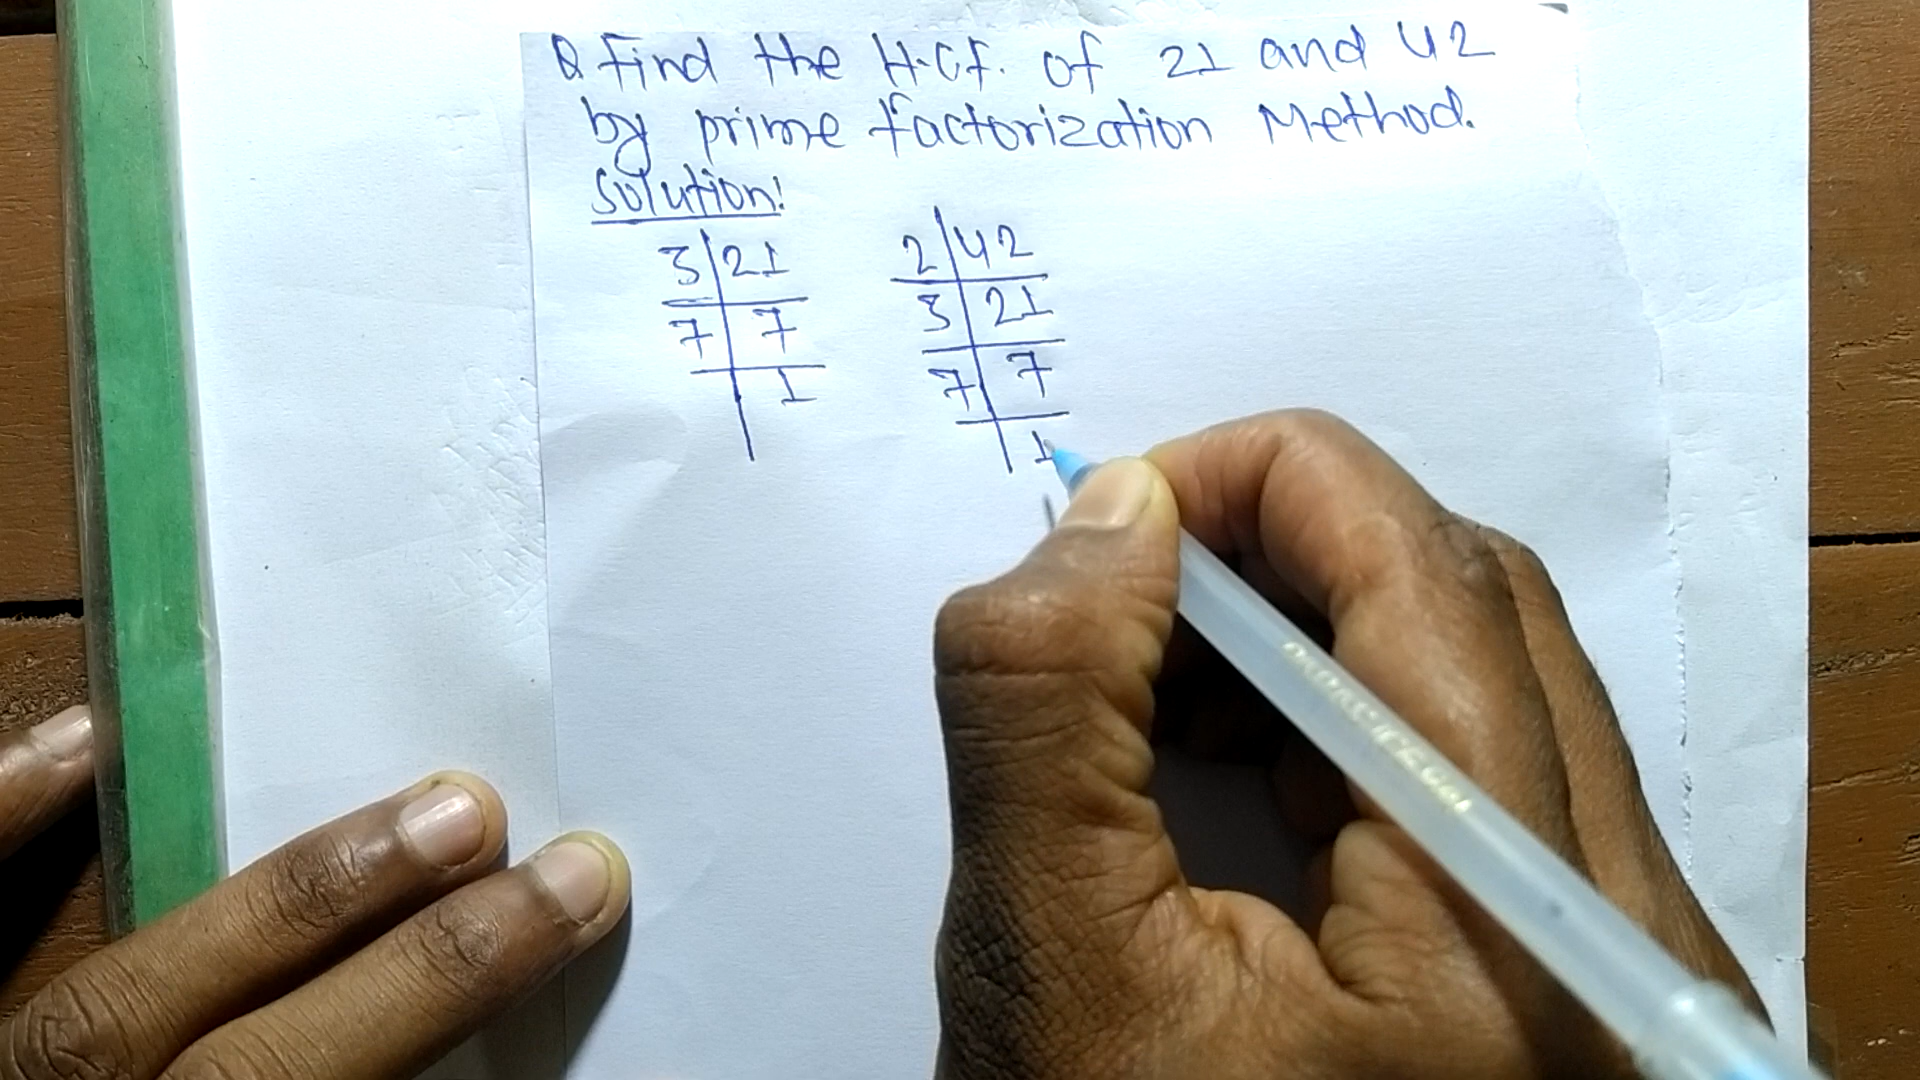 Q Find the H.C.F. of 21 and 42
by prime factorization Method.
Solution!
3 21
7 7
1
2 42
3 21
7 7
1